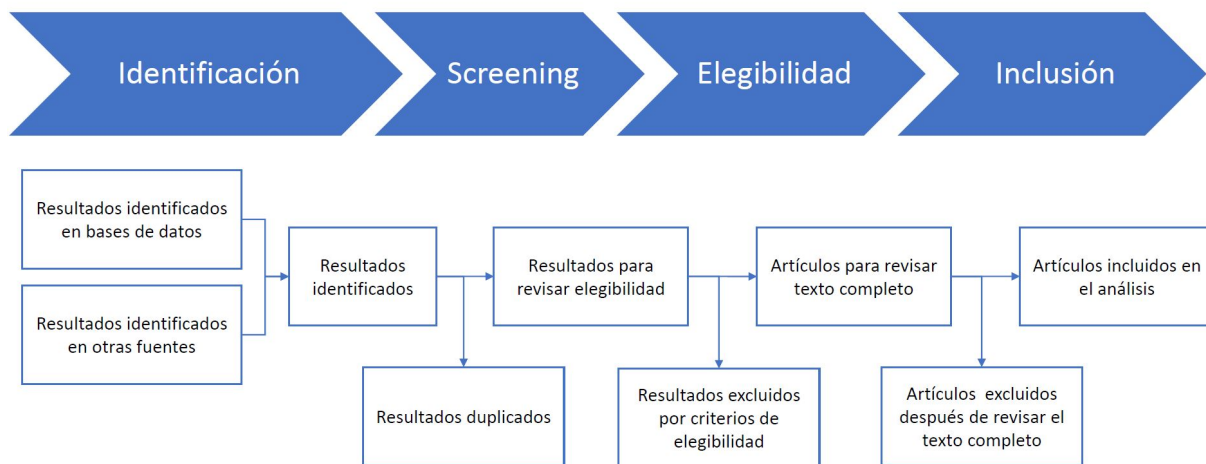 Identificación
Screening
Elegibilidad
Inclusión
Resultados identificados
en bases de datos
Resultados identificados
en otras fuentes
Resultados
identificados
Resultados para
revisar elegibilidad
Artículos para revisar
texto completo
Artículos incluidos en
el análisis
Resultados duplicados
Resultados excluidos
por criterios de
elegibilidad
Artículos excluidos
después de revisar el
texto completo